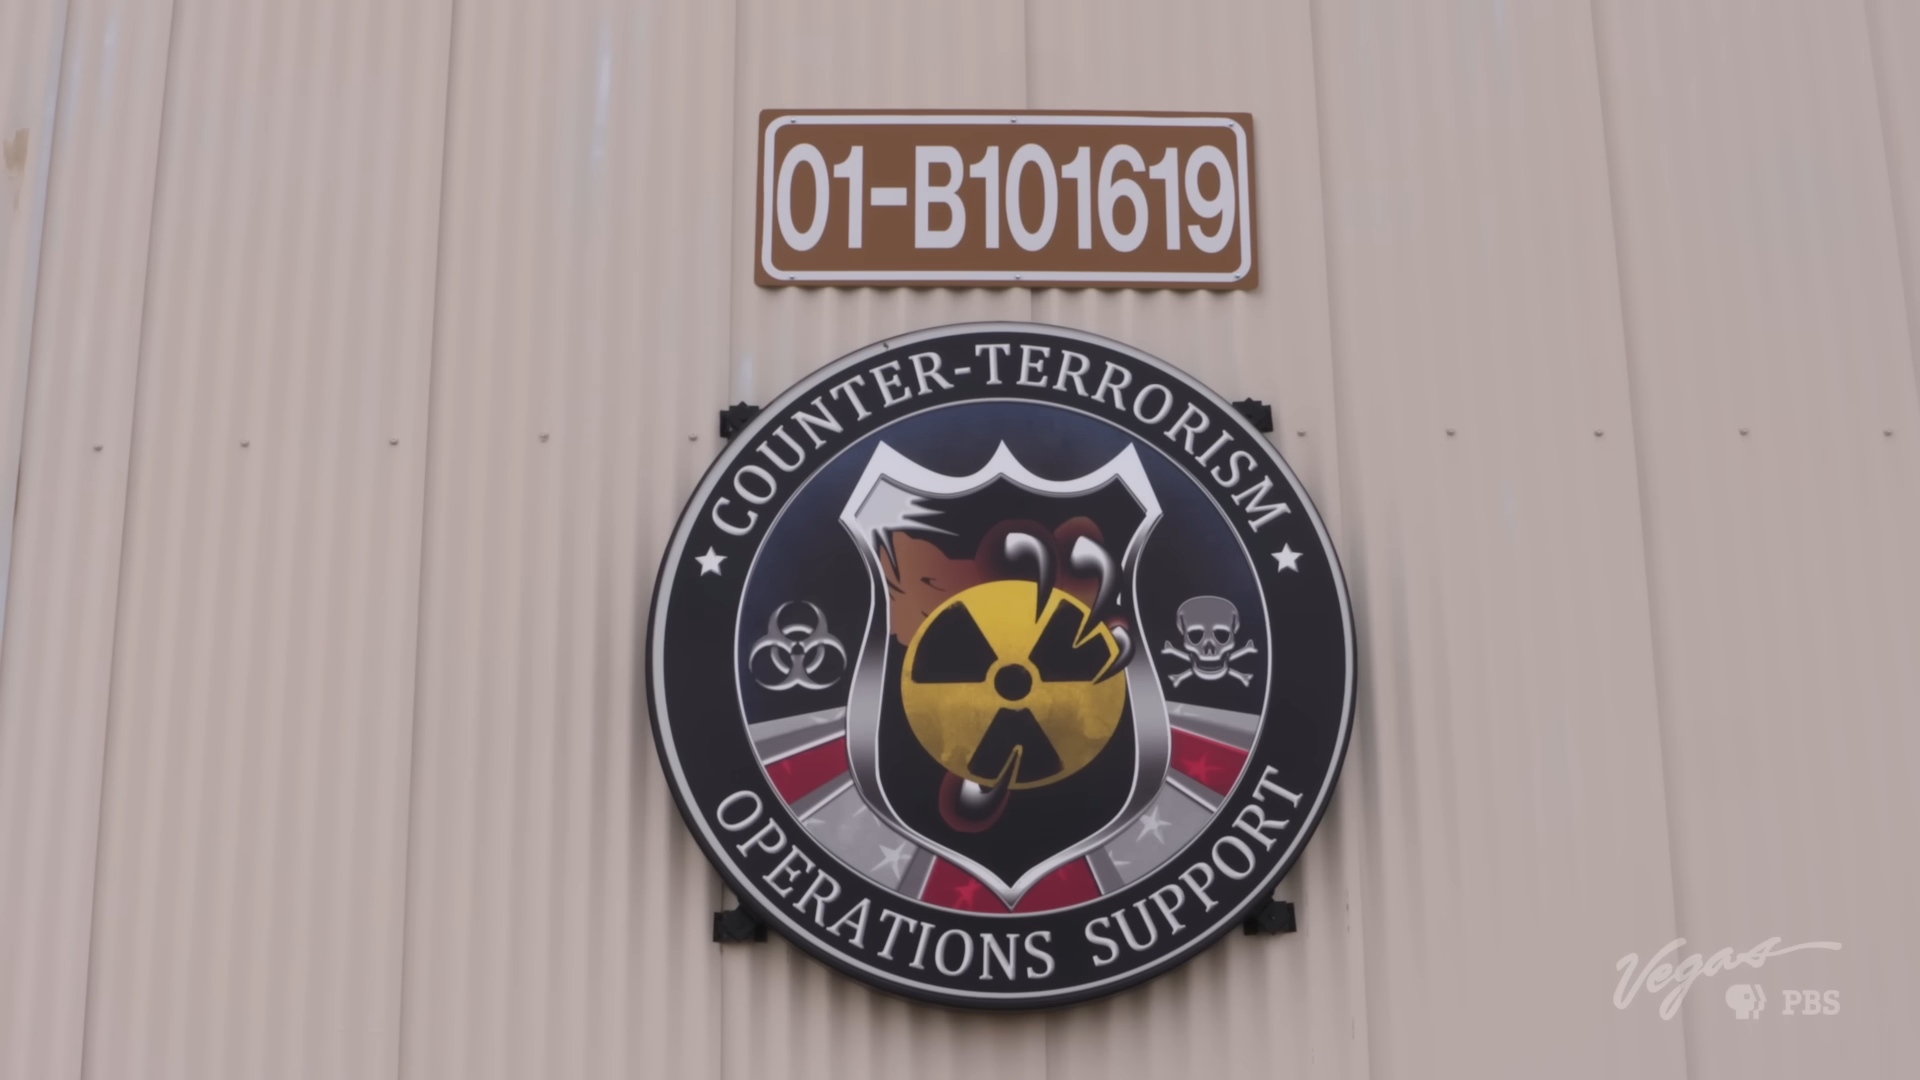 01-B101619
COUNTER-TERRORISM
OPERATIONS SUPPORT
Vegas
PBS